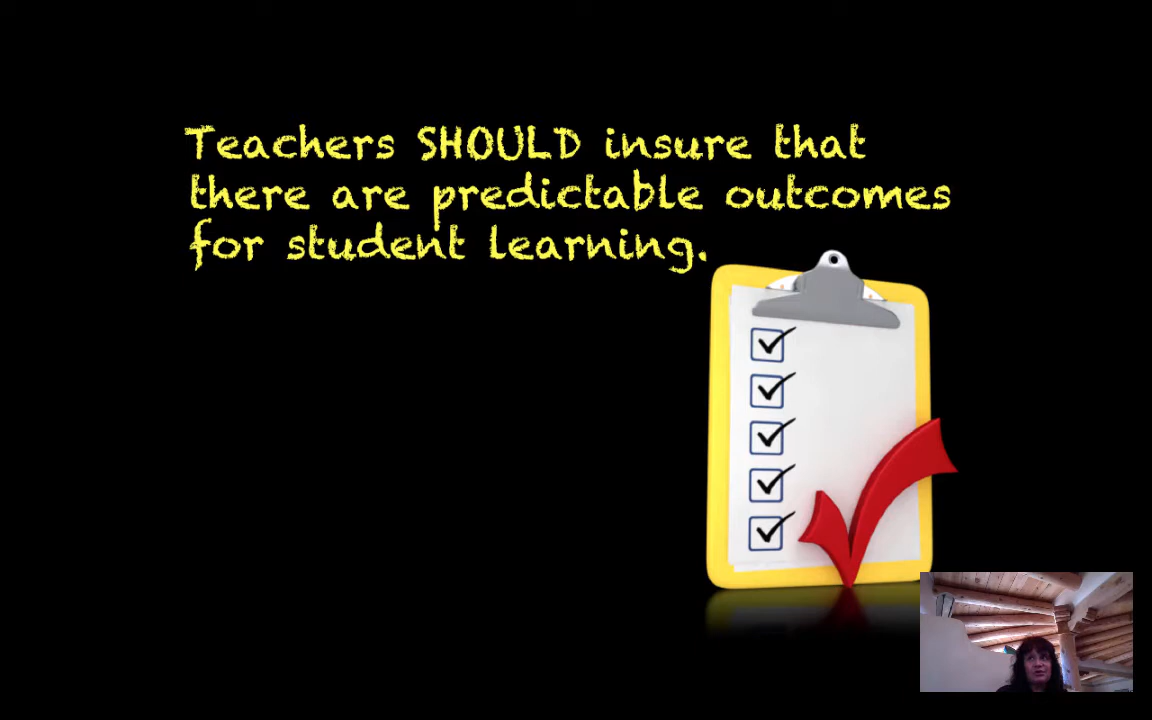 Teachers SHOULD insure that
there are predictable outcomes
for student learning.